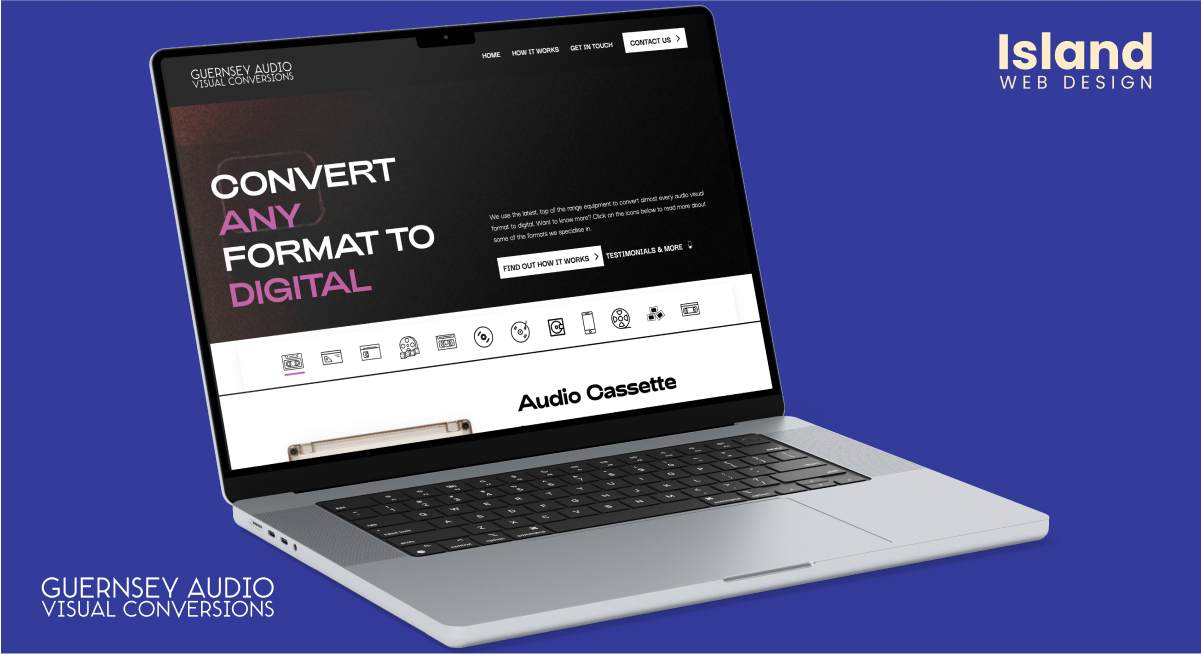 Island
WEB DESIGN
GUERNSEY AUDIO
VISUAL CONVERSIONS
HOME
HOW IT WORKS
GET IN TOUCH
CONTACT US
CONVERT
ANY
FORMAT TO
DIGITAL
We use the latest, top of the range equipment to convert almost every audio visual
format to digital. Want to know more? Click on the icons below to read more about
some of the formats we specialise in.
FIND OUT HOW IT WORKS
TESTIMONIALS & MORE
Audio Cassette
GUERNSEY AUDIO
VISUAL CONVERSIONS